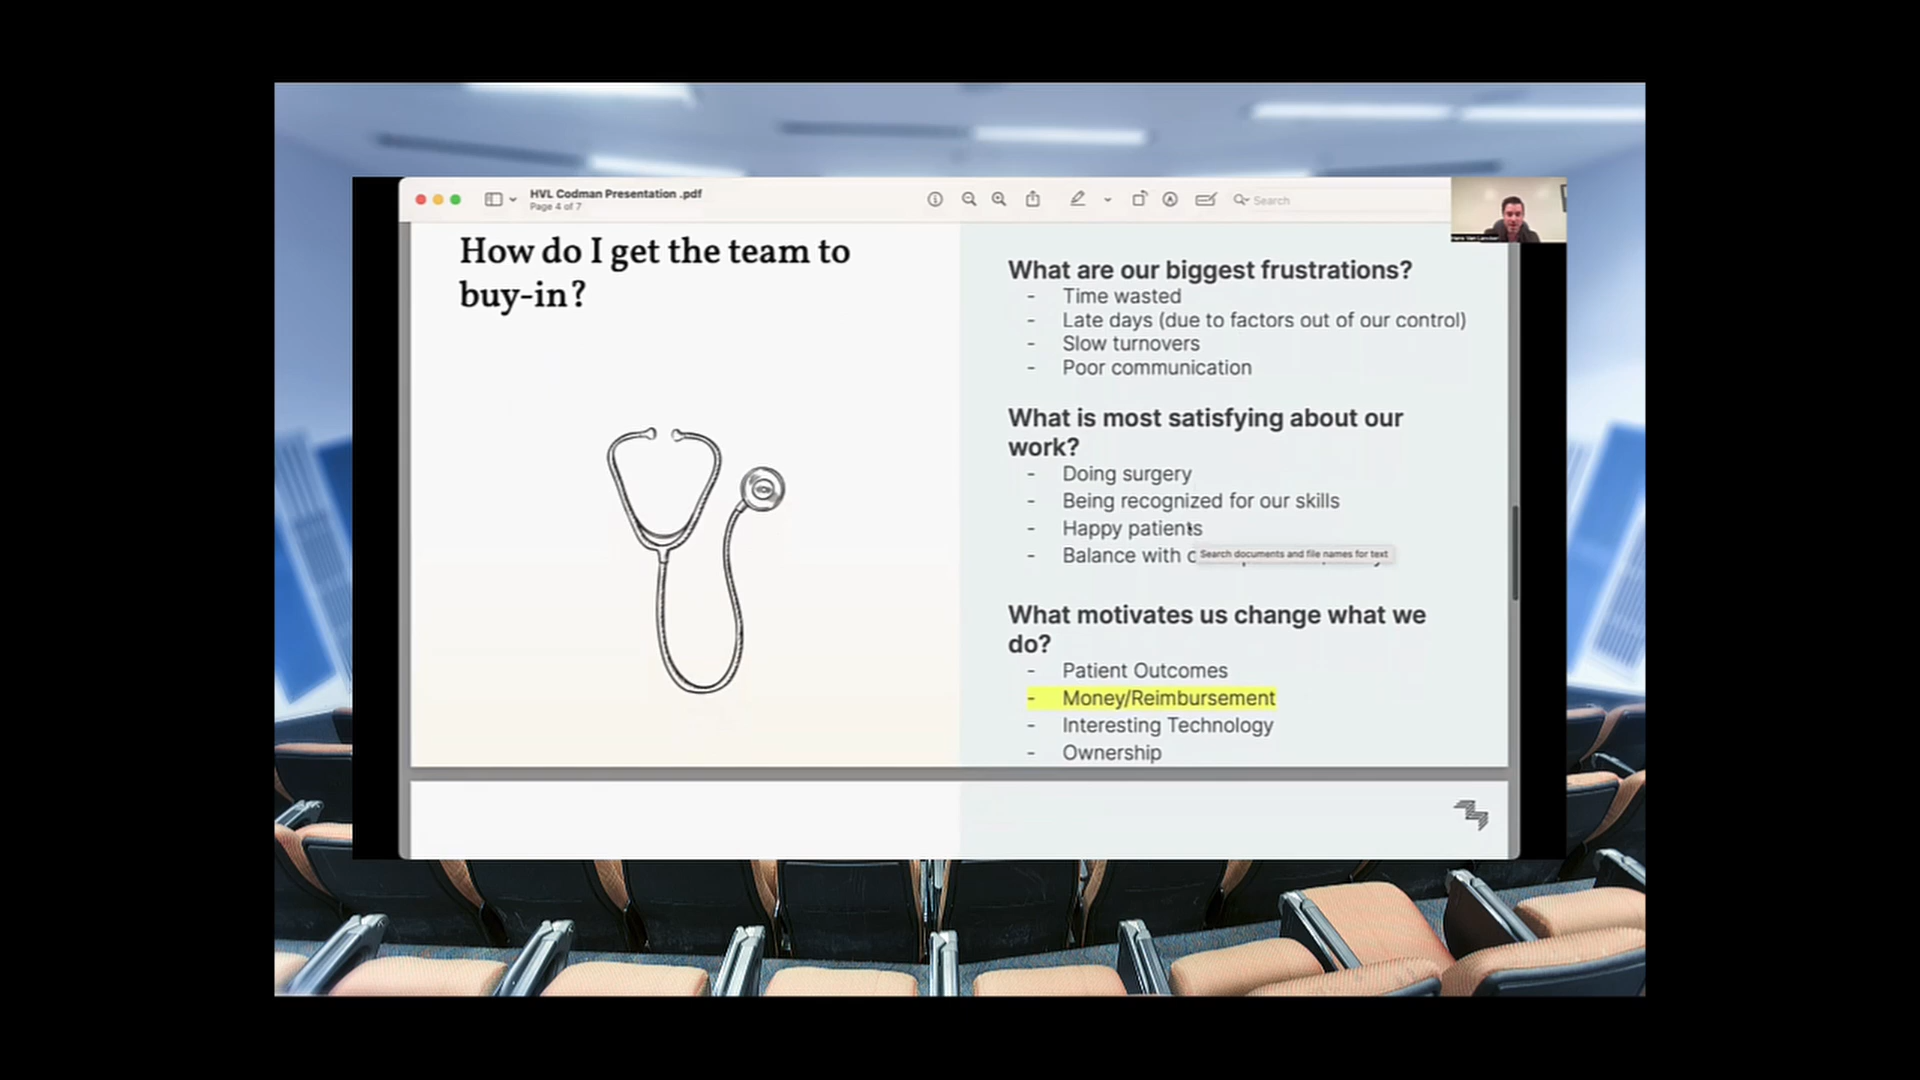 HVL Codman Presentation .pdf
Page 4 of 7
Search
How do I get the team to
buy-in?
What are our biggest frustrations?
- Time wasted
- Late days (due to factors out of our control)
- Slow turnovers
- Poor communication
What is most satisfying about our
work?
- Doing surgery
- Being recognized for our skills
- Happy patients
- Balance with
Search documents and file names for text
What motivates us change what we
do?
- Patient Outcomes
- Money/Reimbursement
- Interesting Technology
- Ownership